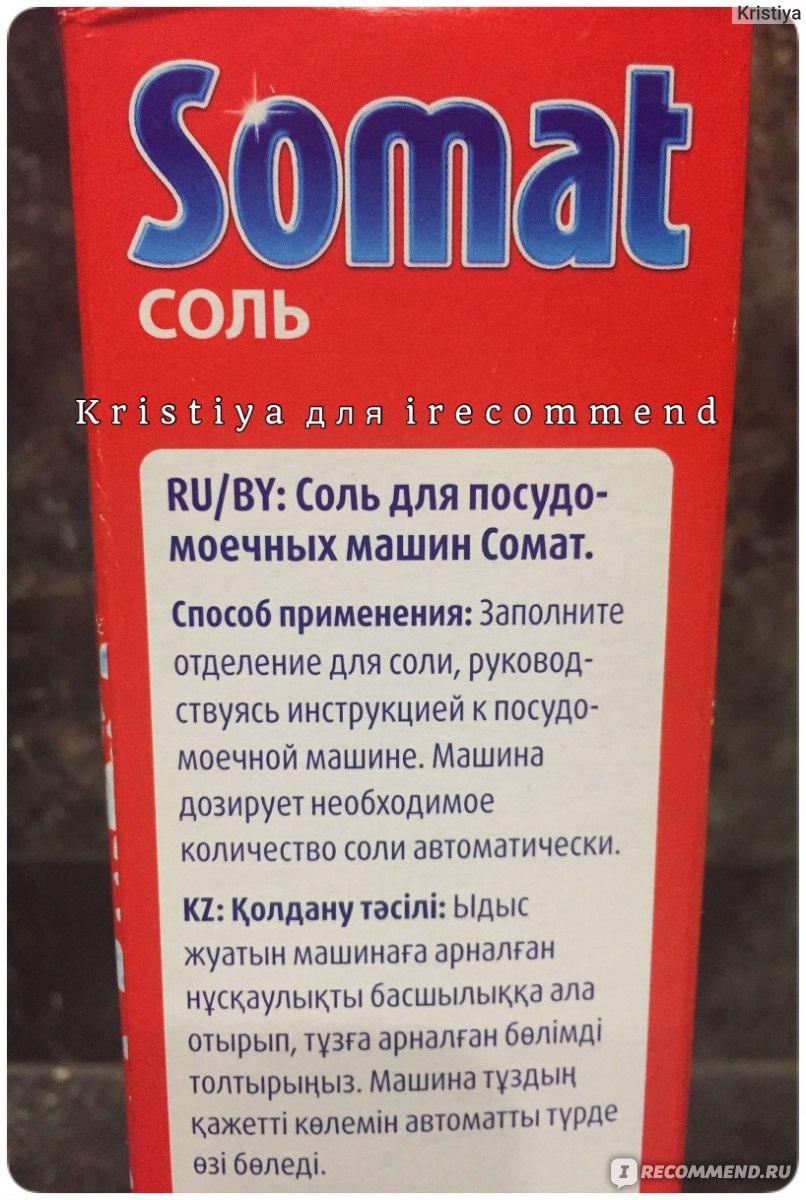 Kristiya
Somat
СОЛЬ
Kristiya для irecommend
RU/BY: Соль для посудо-
моечных машин Сомат.
Способ применения: Заполните
отделение для соли, руковод-
ствуясь инструкцией к посудо-
моечной машине. Машина
дозирует необходимое
количество соли автоматически.
KZ: Қолдану тәсілі: Ыдыс
жуатын машинаға арналған
нұсқаулықты басшылыққа ала
отырып, тұзға арналған бөлімді
толтырыңыз. Машина тұздың
қажетті көлемін автоматты түрде
өзі бөледі.
IRECOMMEND.RU